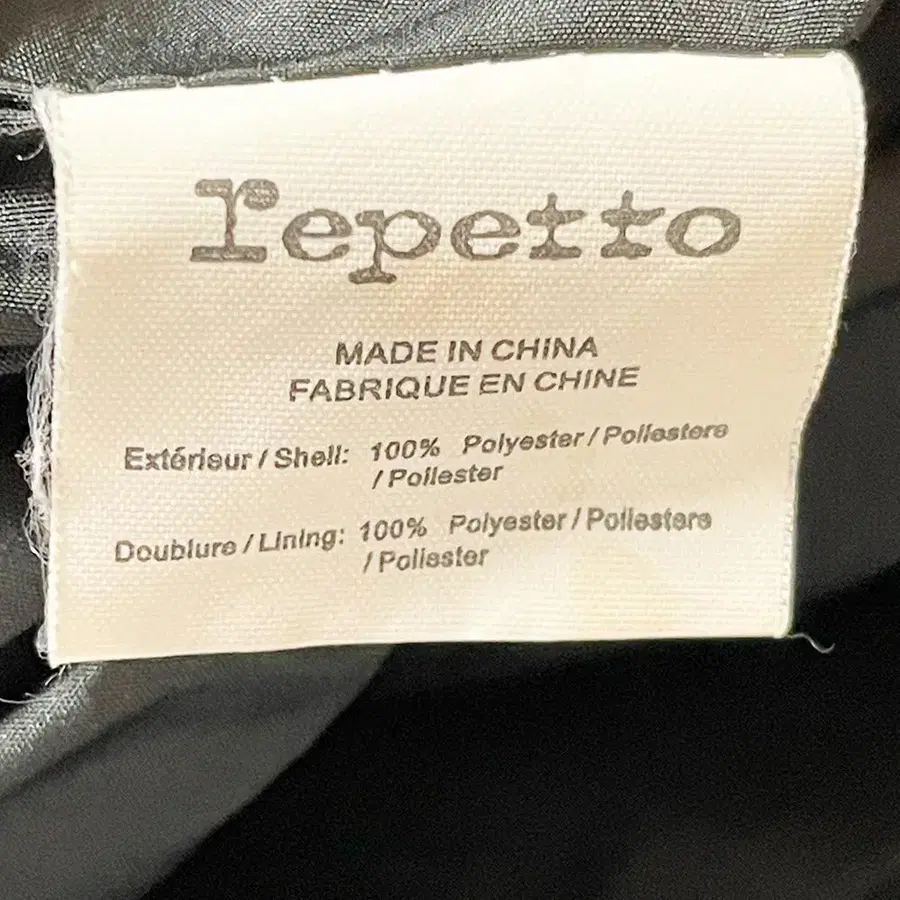 repetto
MADE IN CHINA
FABRIQUE EN CHINE
Extérieur / Shell: 100% Polyester / Poliestere
/ Poliester
Doublure / Lining: 100% Polyester / Poliestere
/ Poliester